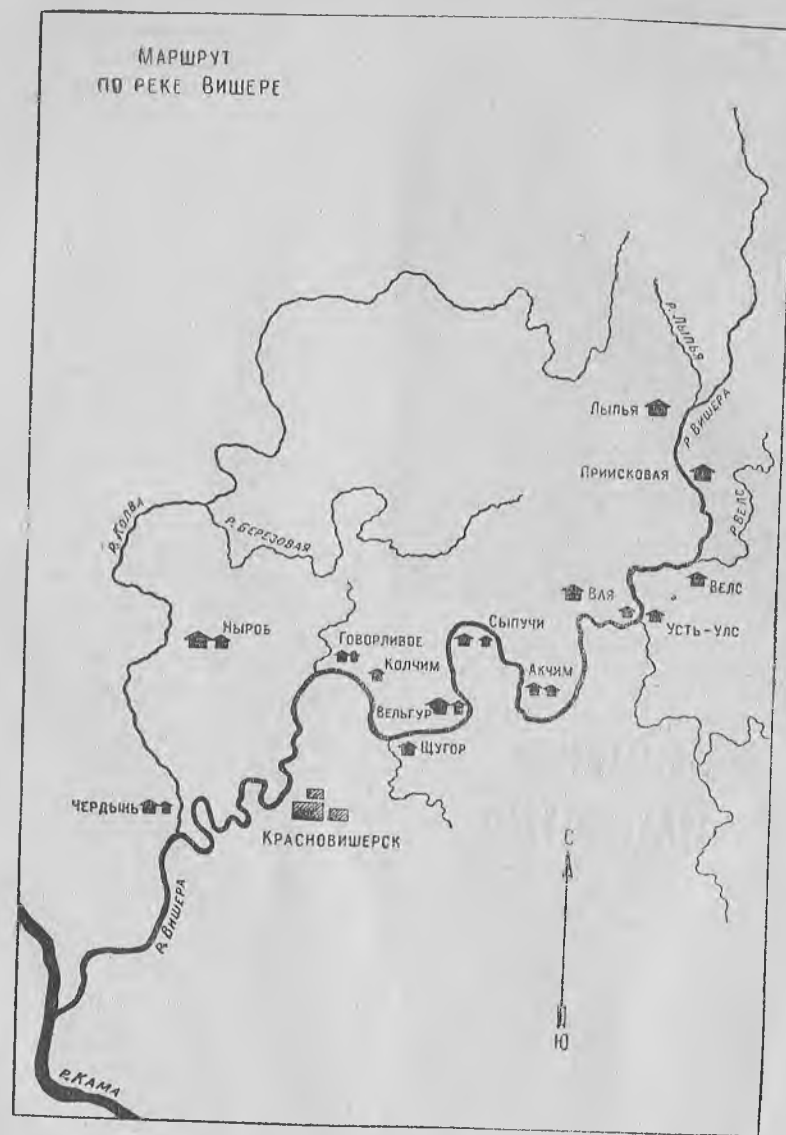 МАРШРУТ
ПО РЕКЕ ВИШЕРЕ
Р. ЛЫПЬЯ
ЛЫПЬЯ
Р. ВИШЕРА
ПРИИСКОВАЯ
Р. ВЕЛС
Р. КОЛВА
Р. БЕРЕЗОВАЯ
ВЕЛС
ВАЯ
УСТЬ-УЛС
НЫРОБ
ГОВОРЛИВОЕ
СЫПУЧИ
КОЛЧИМ
АКЧИМ
ВЕЛЬГУР
ЩУГОР
ЧЕРДЫНЬ
КРАСНОВИШЕРСК
С
Р. ВИШЕРА
Ю
Р. КАМА